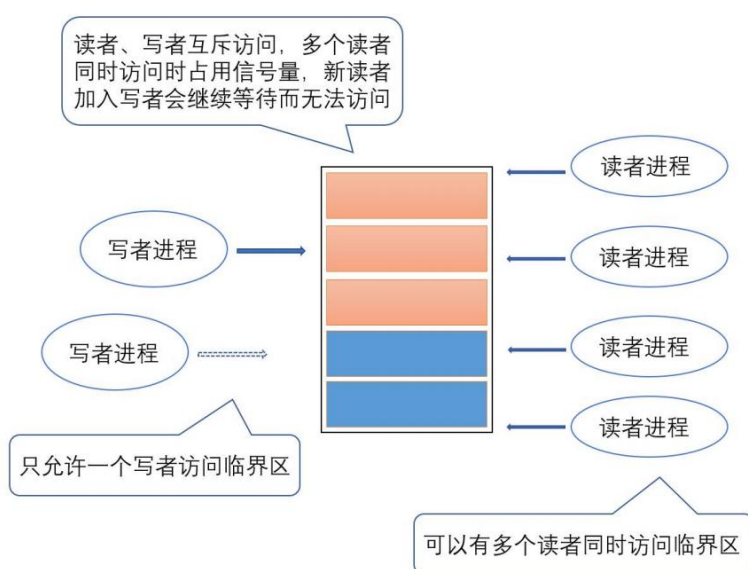 读者、写者互斥访问，多个读者
同时访问时占用信号量，新读者
加入写者会继续等待而无法访问
读者进程
写者进程
读者进程
写者进程
读者进程
读者进程
只允许一个写者访问临界区
可以有多个读者同时访问临界区